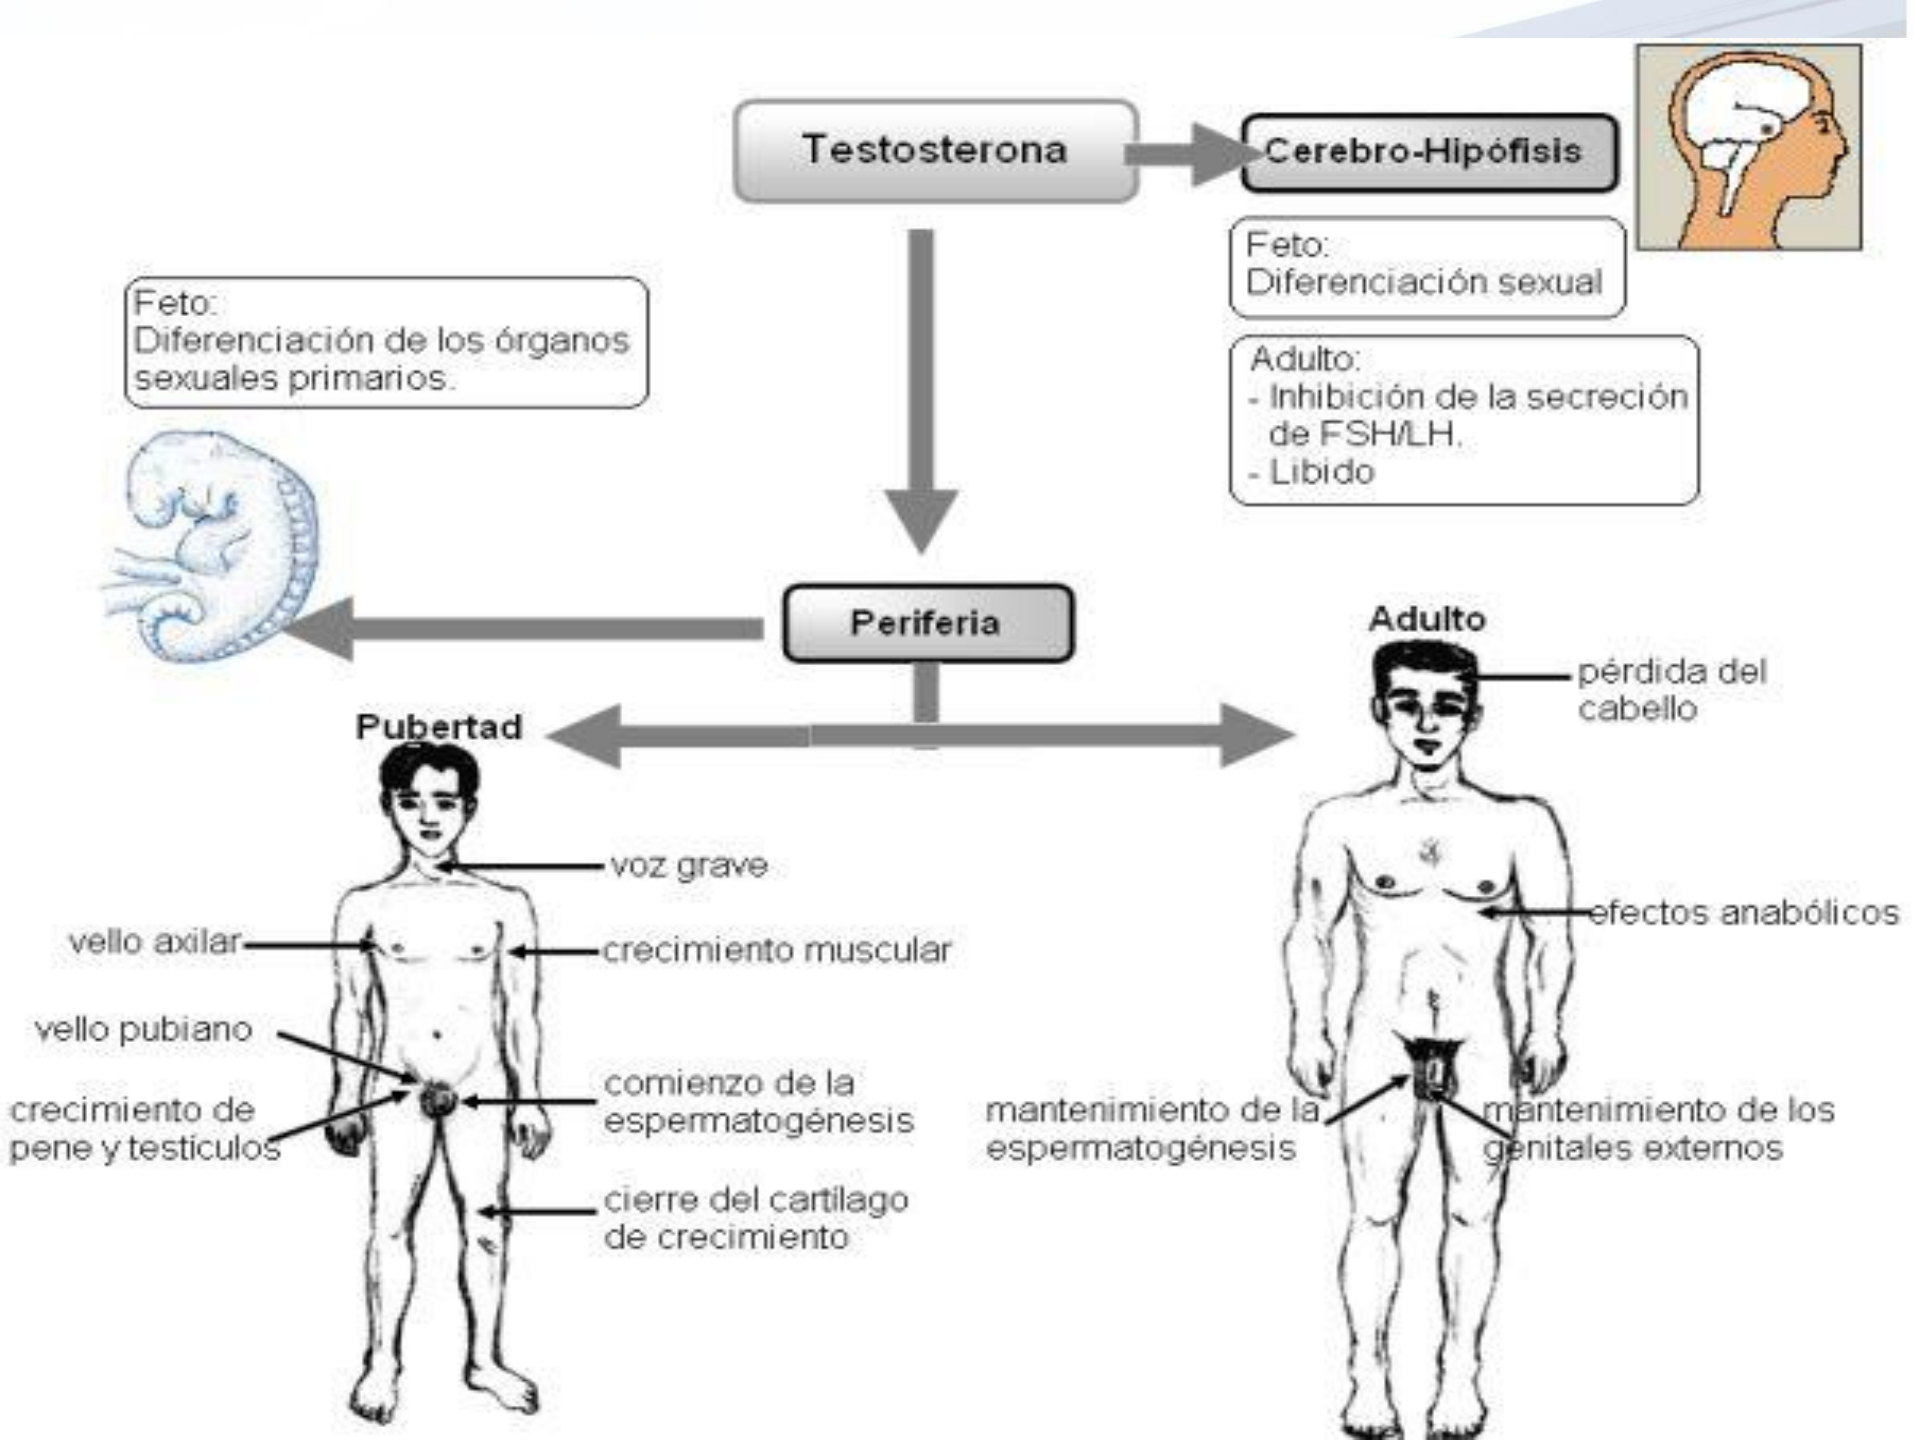 Testosterona
Cerebro-Hipófisis
Feto:
Diferenciación sexual
Adulto:
- Inhibición de la secreción
de FSH/LH.
- Libido
Feto:
Diferenciación de los órganos
sexuales primarios.
Periferia
Pubertad
voz grave
vello axilar
crecimiento muscular
vello pubiano
crecimiento de
pene y testículos
comienzo de la
espermatogénesis
cierre del cartílago
de crecimiento
Adulto
pérdida del
cabello
efectos anabólicos
mantenimiento de la
espermatogénesis
mantenimiento de los
genitales externos